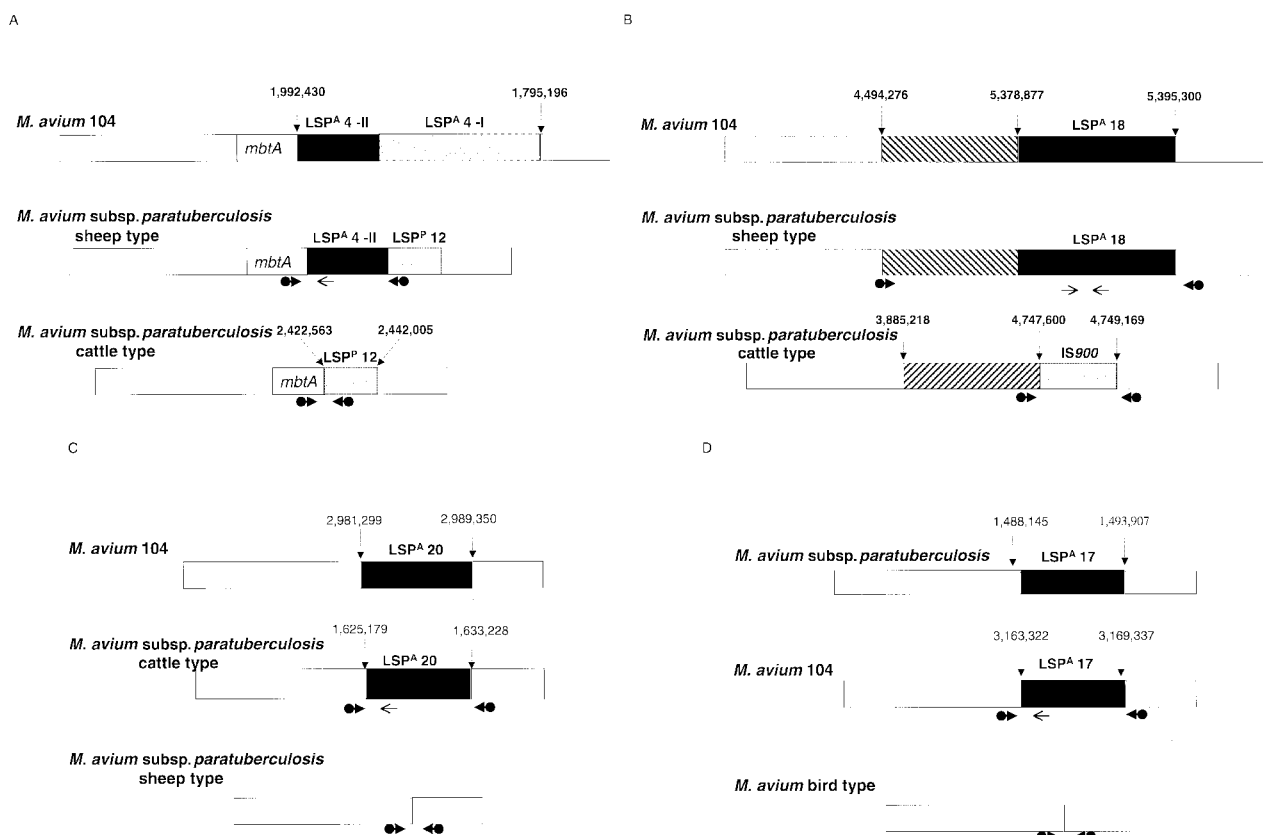 A
1,992,430
1,795,196
M. avium 104
LSPA 4 -II
LSPA 4 -I
mbtA
M. avium subsp. paratuberculosis
sheep type
LSPA 4 -II
LSPP 12
mbtA
M. avium subsp. paratuberculosis
cattle type
2,422,563
2,442,005
LSPP 12
mbtA
B
4,494,276
5,378,877
5,395,300
M. avium 104
LSPA 18
M. avium subsp. paratuberculosis
sheep type
LSPA 18
M. avium subsp. paratuberculosis
cattle type
3,885,218
4,747,600
4,749,169
IS900
C
2,981,299
2,989,350
M. avium 104
LSPA 20
M. avium subsp. paratuberculosis
cattle type
1,625,179
1,633,228
LSPA 20
M. avium subsp. paratuberculosis
sheep type
D
1,488,145
1,493,907
M. avium subsp. paratuberculosis
LSPA 17
3,163,322
3,169,337
M. avium 104
LSPA 17
M. avium bird type